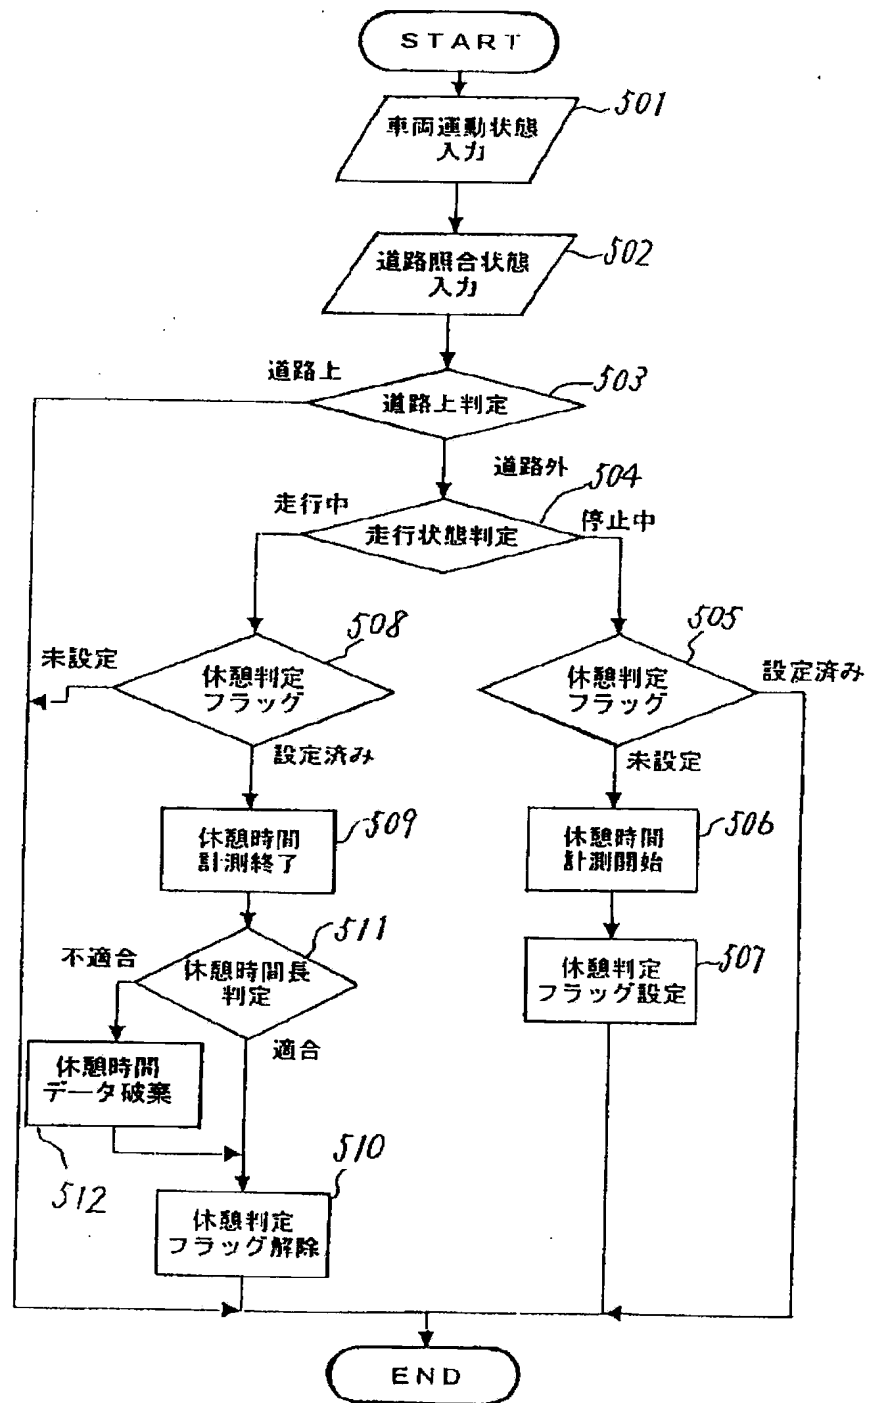 START
車両運動状態
入力
501
道路照合状態
入力
502
道路上
道路上判定
503
道路外
走行中
走行状態判定
504
停止中
未設定
休憩判定
フラッグ
508
設定済み
休憩判定
フラッグ
505
設定済み
未設定
休憩時間
計測終了
509
休憩時間
計測開始
506
不適合
休憩時間長
判定
511
適合
休憩判定
フラッグ設定
507
休憩時間
データ破棄
512
休憩判定
フラッグ解除
510
END